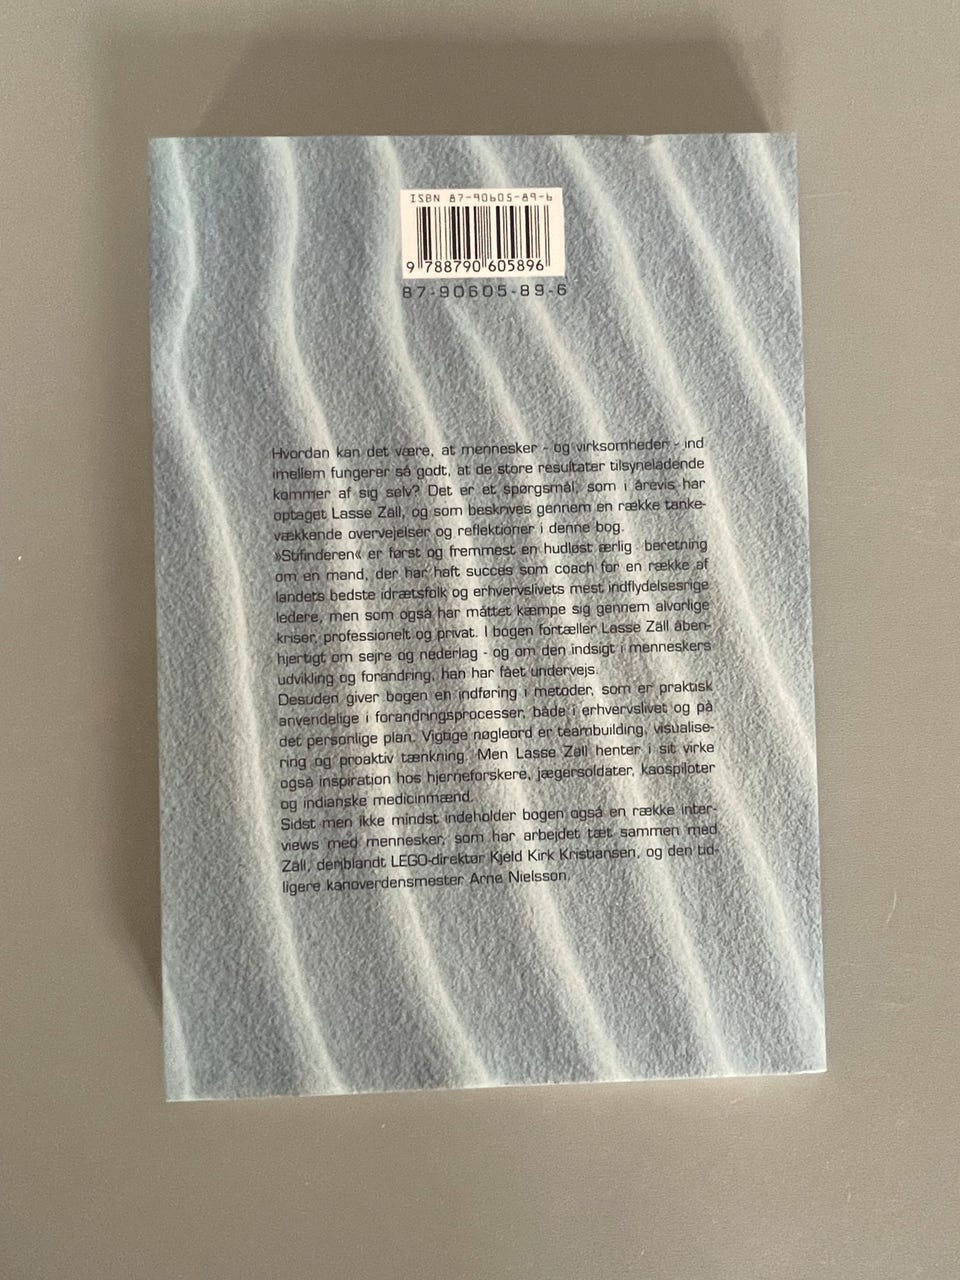 ISBN 87-90605-89-6
9 788790 605896
87-90605-89-6
Hvordan kan det være, at mennesker - og virksomheder - ind
imellem fungerer så godt, at de store resultater tilsyneladende
kommer af sig selv? Det er et spørgsmål, som i årevis har
optaget Lasse Zäll, og som beskrives gennem en række tanke-
vækkende overvejelser og refleksioner i denne bog.
»Stifinderen« er først og fremmest en hudløst ærlig beretning
om en mand, der har haft succes som coach for en række af
landets bedste idrætsfolk og erhvervslivets mest indflydelsesrige
ledere, men som også har måttet kæmpe sig gennem alvorlige
kriser, professionelt og privat. I bogen fortæller Lasse Zäll åben-
hjertigt om sejre og nederlag - og om den indsigt i menneskers
udvikling og forandring, han har fået undervejs.
Desuden giver bogen en indføring i metoder, som er praktisk
anvendelige i forandringsprocesser, både i erhvervslivet og på
det personlige plan. Vigtige nøgleord er teambuilding, visualise-
ring og proaktiv tænkning. Men Lasse Zäll henter i sit virke
også inspiration hos hjerneforskere, jægersoldater, kaospiloter
og indianske medicinmænd.
Sidst men ikke mindst indeholder bogen også en række inter-
views med mennesker, som har arbejdet tæt sammen med
Zäll, deriblandt LEGO-direktør Kjeld Kirk Kristiansen, og den tid-
ligere kanoverdensmester Arne Nielsson.